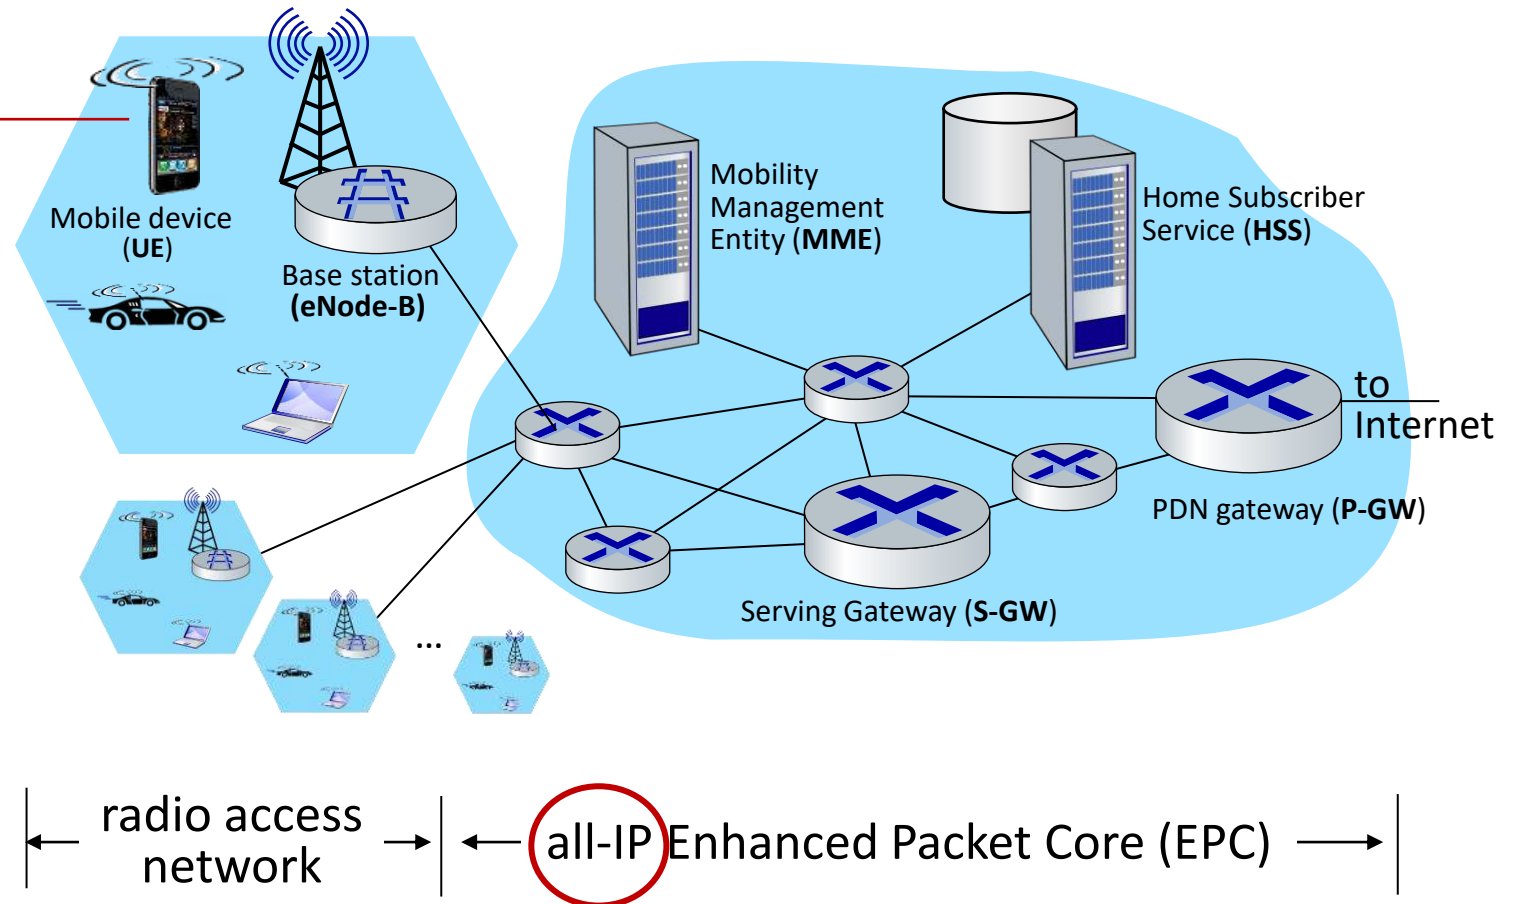 Mobile device
(UE)
Base station
(eNode-B)
Mobility
Management
Entity (MME)
Home Subscriber
Service (HSS)
to
Internet
PDN gateway (P-GW)
Serving Gateway (S-GW)
...
radio access
network
all-IP Enhanced Packet Core (EPC)